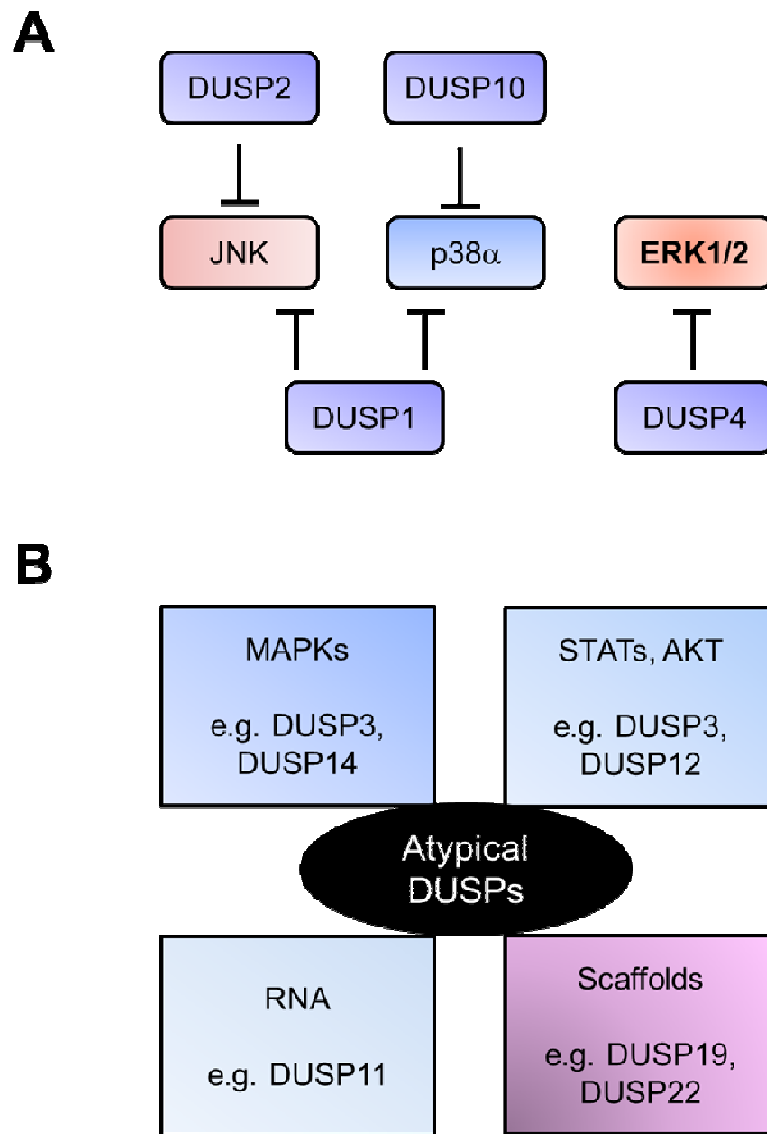 A
DUSP2
DUSP10
JNK
p38α
ERK1/2
DUSP1
DUSP4
B
MAPKs
e.g. DUSP3,
DUSP14
STATs, AKT
e.g. DUSP3,
DUSP12
Atypical
DUSPs
RNA
e.g. DUSP11
Scaffolds
e.g. DUSP19,
DUSP22